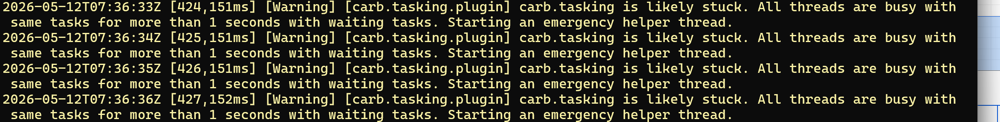 2026-05-12T07:36:33Z [424,151ms] [Warning] [carb.tasking.plugin] carb.tasking is likely stuck. All threads are busy with
same tasks for more than 1 seconds with waiting tasks. Starting an emergency helper thread.
2026-05-12T07:36:34Z [425,151ms] [Warning] [carb.tasking.plugin] carb.tasking is likely stuck. All threads are busy with
same tasks for more than 1 seconds with waiting tasks. Starting an emergency helper thread.
2026-05-12T07:36:35Z [426,151ms] [Warning] [carb.tasking.plugin] carb.tasking is likely stuck. All threads are busy with
same tasks for more than 1 seconds with waiting tasks. Starting an emergency helper thread.
2026-05-12T07:36:36Z [427,152ms] [Warning] [carb.tasking.plugin] carb.tasking is likely stuck. All threads are busy with
same tasks for more than 1 seconds with waiting tasks. Starting an emergency helper thread.